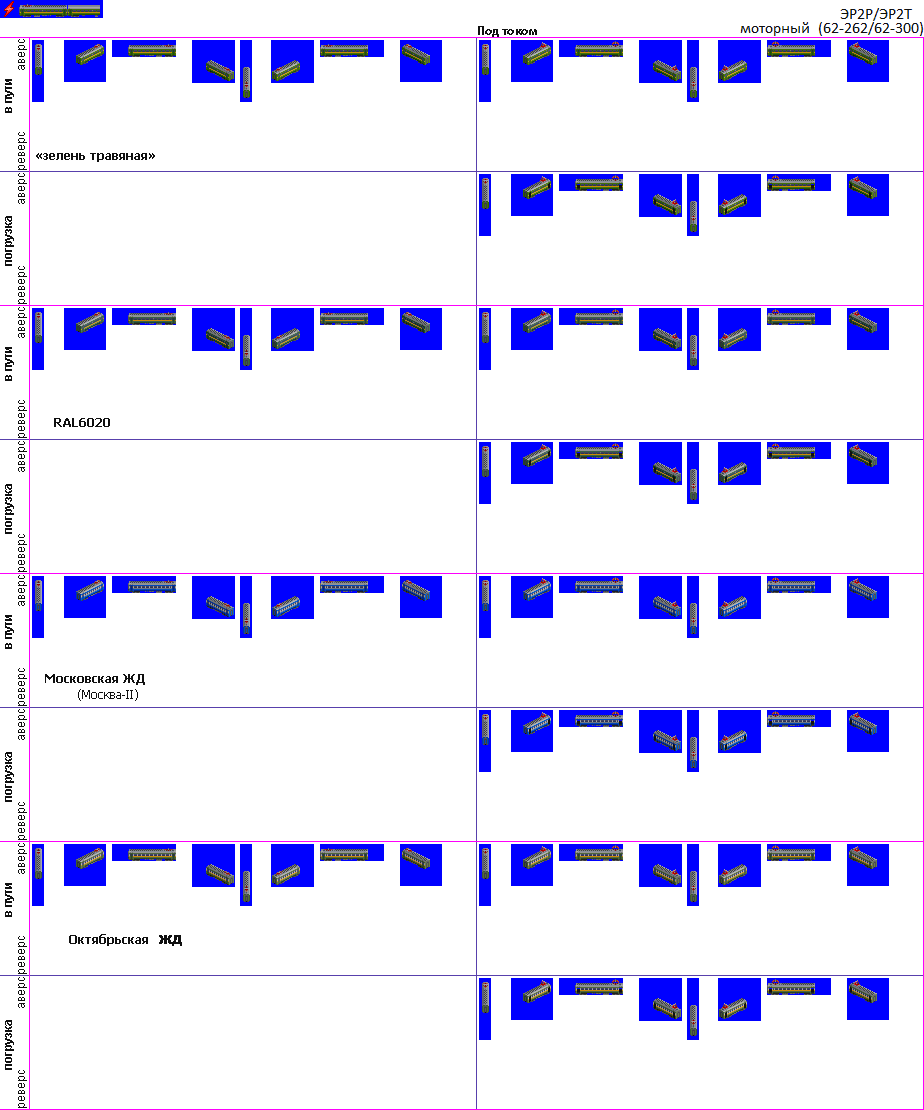 ЭР2Р/ЭР2Т
Под током
моторный (62-262/62-300)
аверс
в пути
реверс
«зелень травяная»
аверс
погрузка
реверс
аверс
в пути
реверс
RAL6020
аверс
погрузка
реверс
аверс
в пути
реверс
Московская ЖД
(Москва-II)
аверс
погрузка
реверс
аверс
в пути
реверс
Октябрьская ЖД
аверс
погрузка
реверс